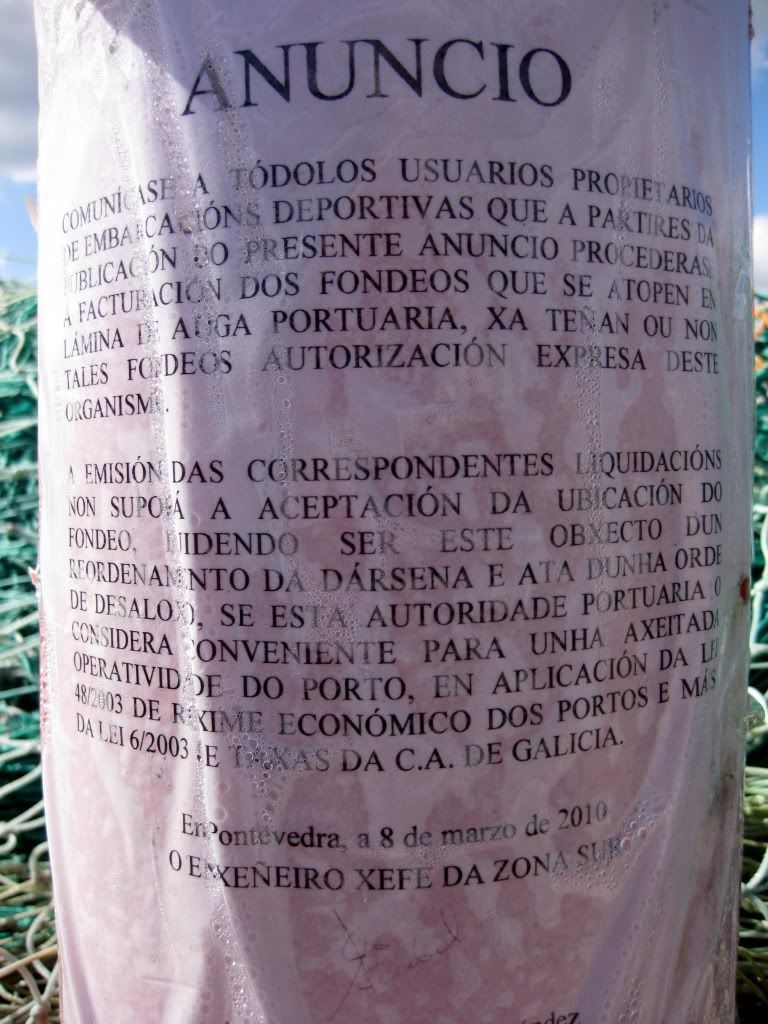 ANUNCIO
COMUNÍCASE A TÓDOLOS USUARIOS PROPIETARIOS
DE EMBARCACIÓNS DEPORTIVAS QUE A PARTIRES DA
PUBLICACIÓN DO PRESENTE ANUNCIO PROCEDERASE
A FACTURACIÓN DOS FONDEOS QUE SE ATOPEN EN
LÁMINA DE AUGA PORTUARIA, XA TEÑAN OU NON
TALES FONDEOS AUTORIZACIÓN EXPRESA DESTE
ORGANISMO.
A EMISIÓN DAS CORRESPONDENTES LIQUIDACIÓNS
NON SUPORÁ A ACEPTACIÓN DA UBICACIÓN DO
FONDEO, PIDENDO SER ESTE OBXECTO DUN
REORDENAMENTO DA DÁRSENA E ATA DUNHA ORDE
DE DESALOXO, SE ESTA AUTORIDADE PORTUARIA O
CONSIDERA CONVENIENTE PARA UNHA AXEITADA
OPERATIVIDADE DO PORTO, EN APLICACIÓN DA LEI
48/2003 DE RÉXIME ECONÓMICO DOS PORTOS E MÁS
DA LEI 6/2003 DE TAXAS DA C.A. DE GALICIA.
En Pontevedra, a 8 de marzo de 2010
O ENXEÑEIRO XEFE DA ZONA SUR